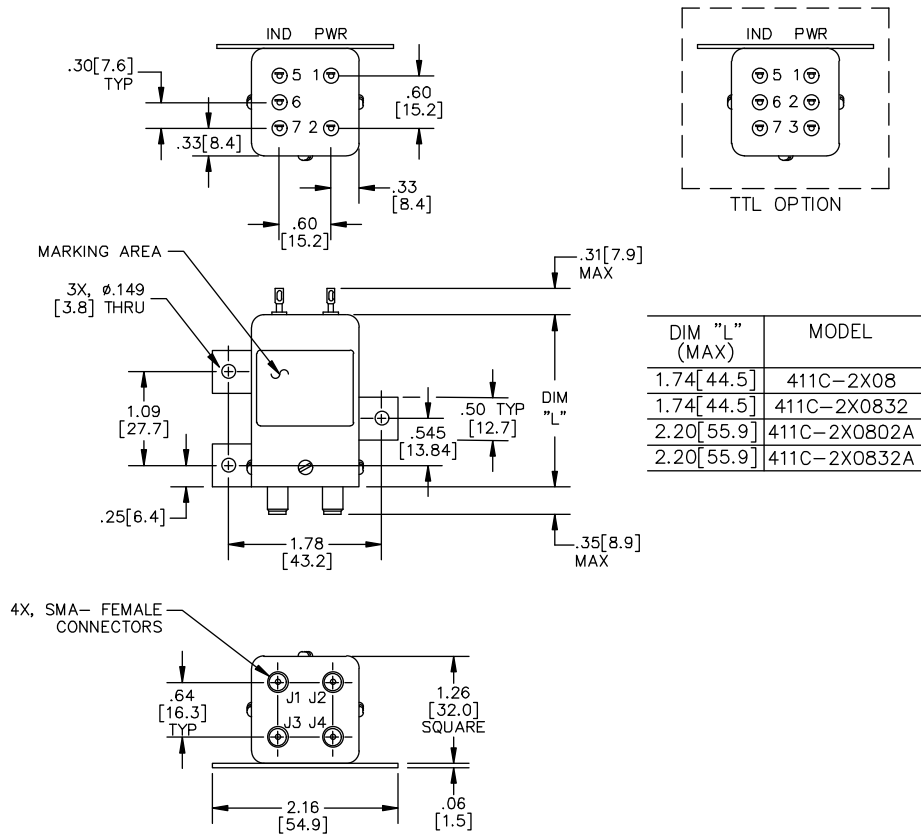 IND PWR
.30[7.6]
TYP
5 1
6
7 2
.60
[15.2]
.33[8.4]
.33
[8.4]
.60
[15.2]
IND PWR
5 1
6 2
7 3
TTL OPTION
MARKING AREA
3X, ø.149
[3.8] THRU
.31[7.9]
MAX
1.09
[27.7]
.50 TYP
[12.7]
DIM
"L"
.545
[13.84]
.25[6.4]
1.78
[43.2]
.35[8.9]
MAX
DIM "L"
(MAX) MODEL
1.74[44.5] 411C-2X08
1.74[44.5] 411C-2X0832
2.20[55.9] 411C-2X0802A
2.20[55.9] 411C-2X0832A
4X, SMA- FEMALE
CONNECTORS
J1 J2
J3 J4
.64
[16.3]
TYP
1.26
[32.0]
SQUARE
2.16
[54.9]
.06
[1.5]